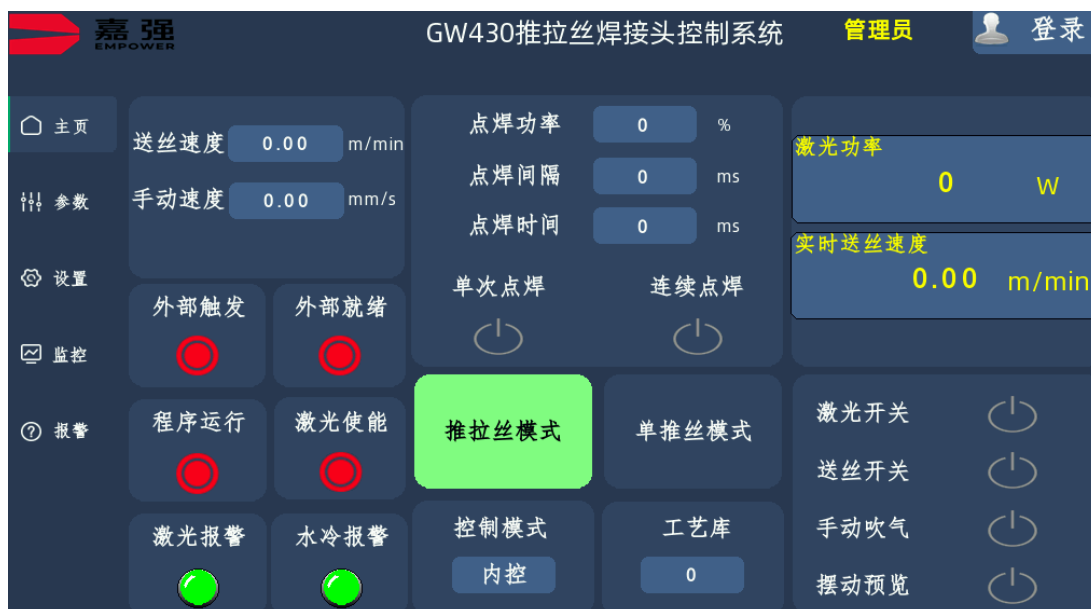 嘉强
EMPOWER
GW430推拉丝焊接头控制系统
管理员
登录
主页
参数
设置
监控
报警
送丝速度 0.00 m/min
手动速度 0.00 mm/s
点焊功率 0 %
点焊间隔 0 ms
点焊时间 0 ms
单次点焊 连续点焊
激光功率
0 W
实时送丝速度
0.00 m/min
外部触发 外部就绪
程序运行 激光使能
激光报警 水冷报警
推拉丝模式 单推丝模式
控制模式 工艺库
内控 0
激光开关
送丝开关
手动吹气
摆动预览